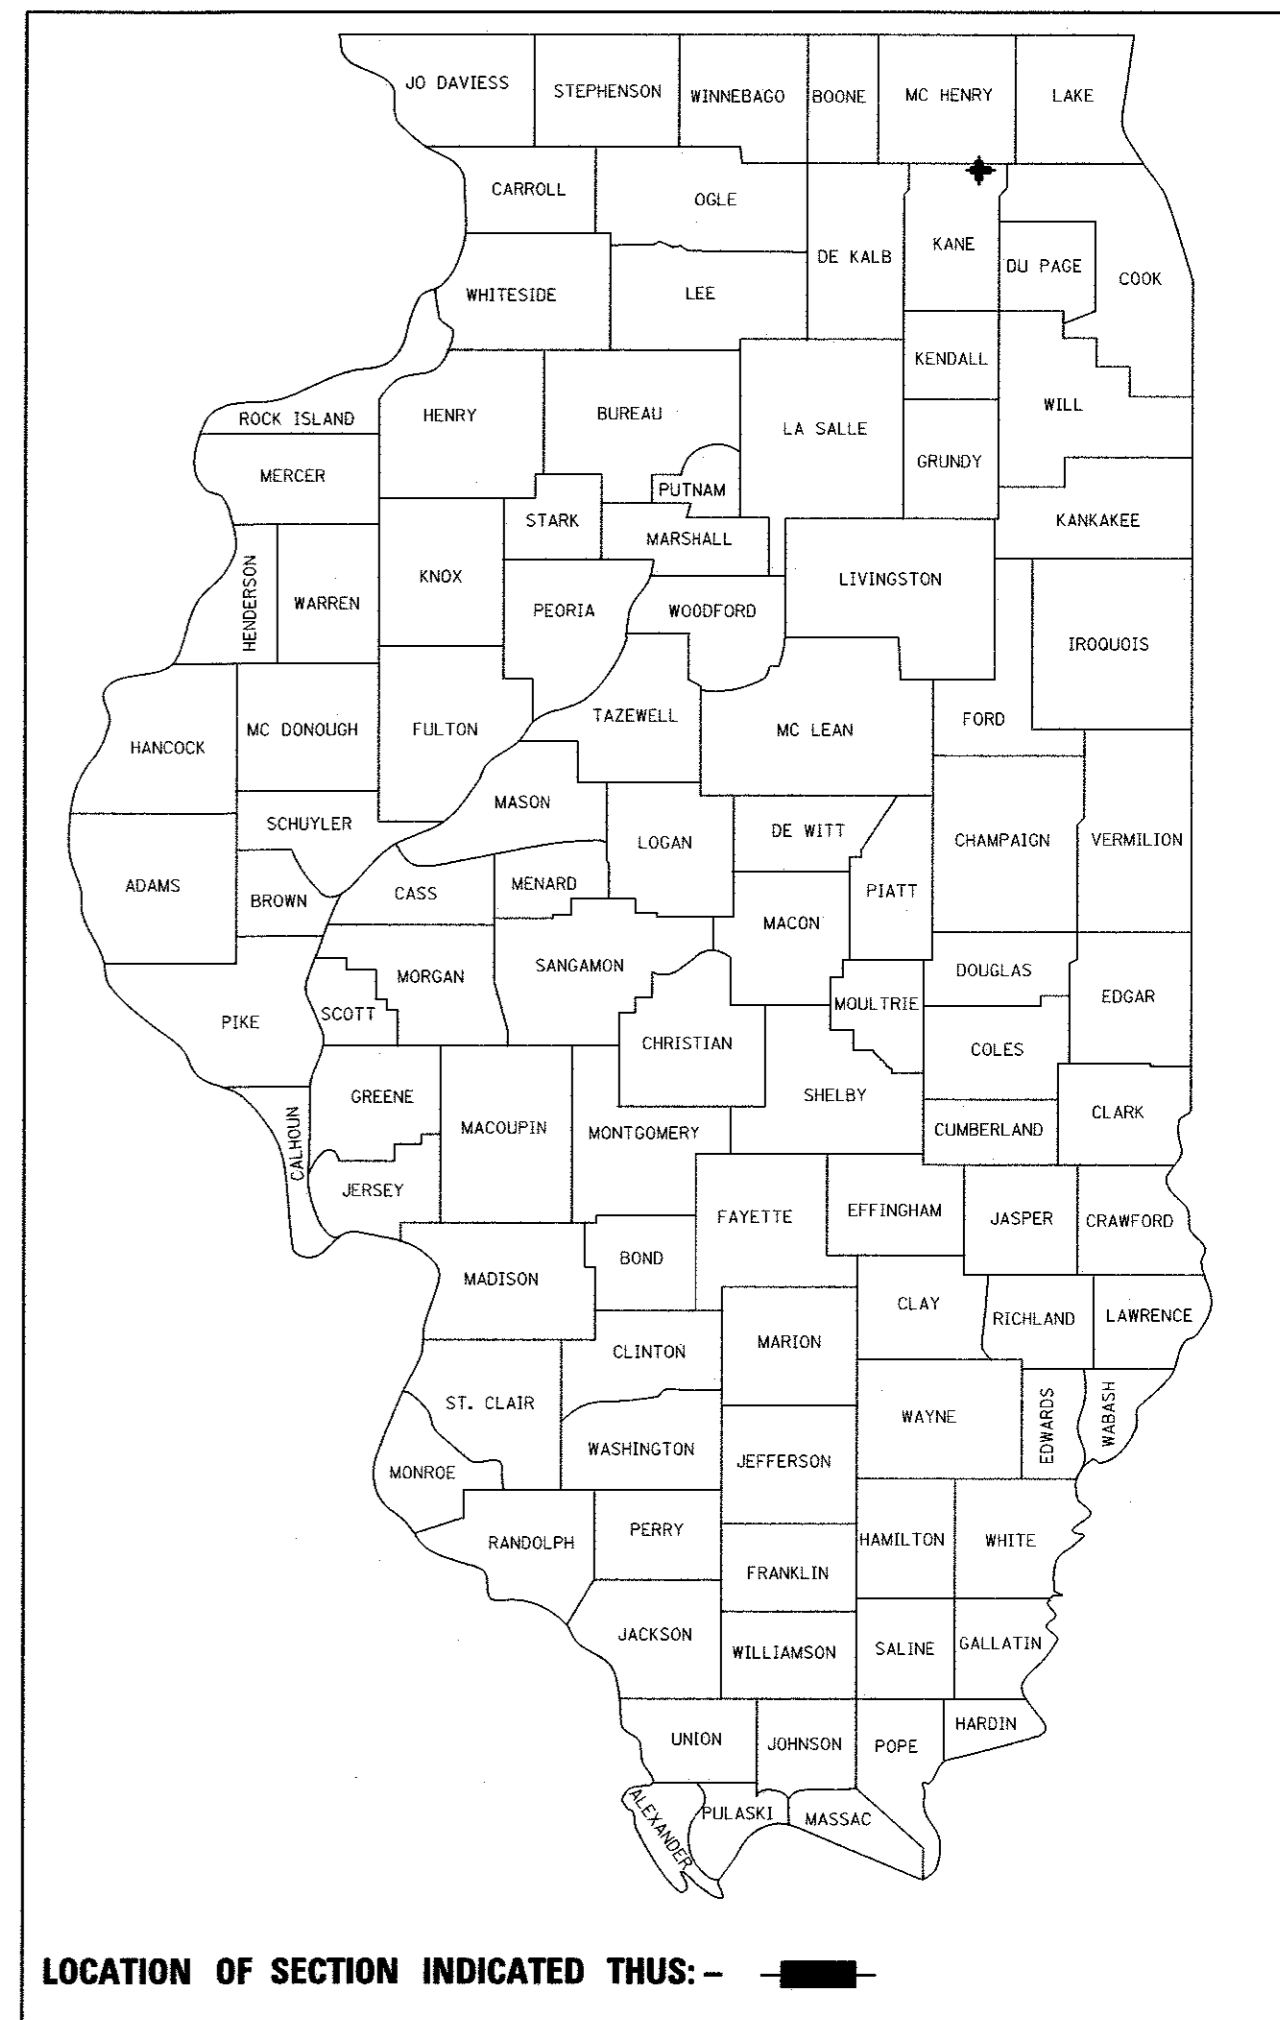 JO DAVIESS
STEPHENSON
WINNEBAGO
BOONE
MC HENRY
LAKE
CARROLL
OGLE
DE KALB
KANE
DU PAGE
COOK
WHITESIDE
LEE
KENDALL
WILL
ROCK ISLAND
HENRY
BUREAU
LA SALLE
GRUNDY
MERCER
PUTNAM
STARK
MARSHALL
KANKAKEE
HENDERSON
WARREN
KNOX
PEORIA
WOODFORD
LIVINGSTON
IROQUOIS
HANCOCK
MC DONOUGH
FULTON
TAZEWELL
MC LEAN
FORD
MASON
SCHUYLER
LOGAN
DE WITT
CHAMPAIGN
VERMILION
ADAMS
BROWN
CASS
MENARD
PIATT
MACON
MORGAN
SANGAMON
DOUGLAS
EDGAR
PIKE
SCOTT
CHRISTIAN
MOULTRIE
COLES
GREENE
SHELBY
CLARK
CALHOUN
MACOUPIN
MONTGOMERY
CUMBERLAND
JERSEY
FAYETTE
EFFINGHAM
JASPER
CRAWFORD
BOND
MADISON
CLAY
RICHLAND
LAWRENCE
CLINTON
MARION
ST. CLAIR
WAYNE
EDWARDS
WABASH
WASHINGTON
JEFFERSON
MONROE
RANDOLPH
PERRY
HAMILTON
WHITE
FRANKLIN
JACKSON
WILLIAMSON
SALINE
GALLATIN
UNION
JOHNSON
POPE
HARDIN
ALEXANDER
PULASKI
MASSAC
LOCATION OF SECTION INDICATED THUS: –